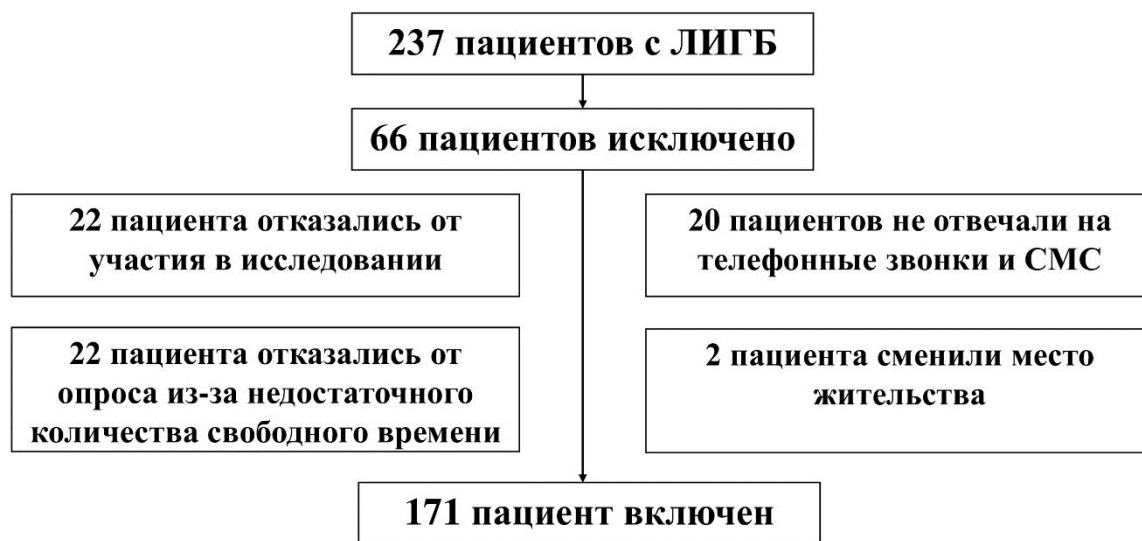 237 пациентов с ЛИГБ
66 пациентов исключено
22 пациента отказались от
участия в исследовании
20 пациентов не отвечали на
телефонные звонки и СМС
22 пациента отказались от
опроса из-за недостаточного
количества свободного времени
2 пациента сменили место
жительства
171 пациент включен